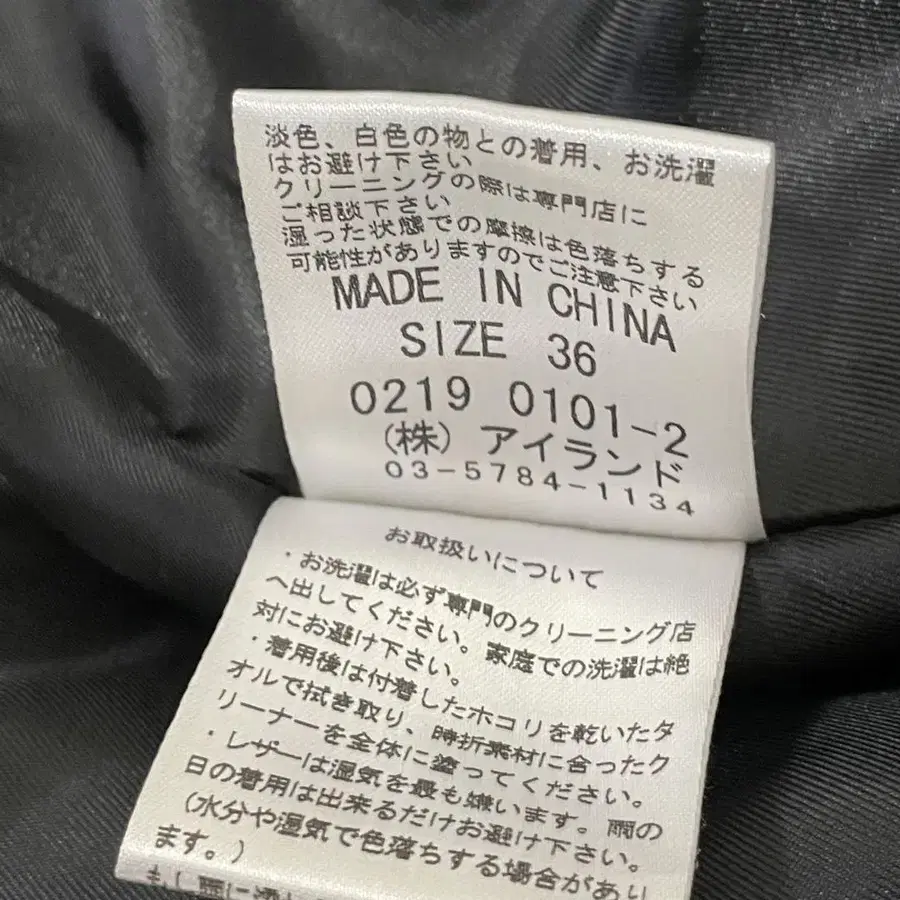 淡色、白色の物との着用、お洗濯
はお避け下さい
クリーニングの際は専門店に
ご相談下さい
湿った状態での摩擦は色落ちする
可能性がありますのでご注意下さい
MADE IN CHINA
SIZE 36
0219 0101-2
(株) アイランド
03-5784-1134
お取扱いについて
・お洗濯は必ず専門のクリーニング店
へ出してください。家庭での洗濯は絶
対にお避け下さい。
・着用後は付着したホコリを乾いたタ
オルで拭き取り、時折素材に合ったク
リーナーを全体に塗ってください。
・レザーは湿気を最も嫌います。雨の
日の着用は出来るだけお避け下さい。
(水分や湿気で色落ちする場合があり
ます。)